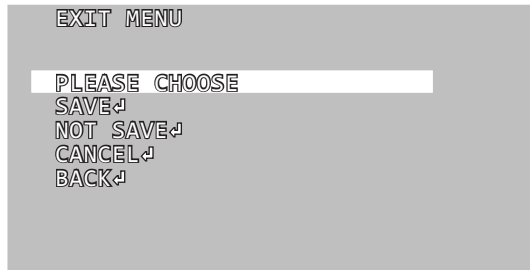 EXIT MENU
PLEASE CHOOSE
SAVE↵
NOT SAVE↵
CANCEL↵
BACK↵